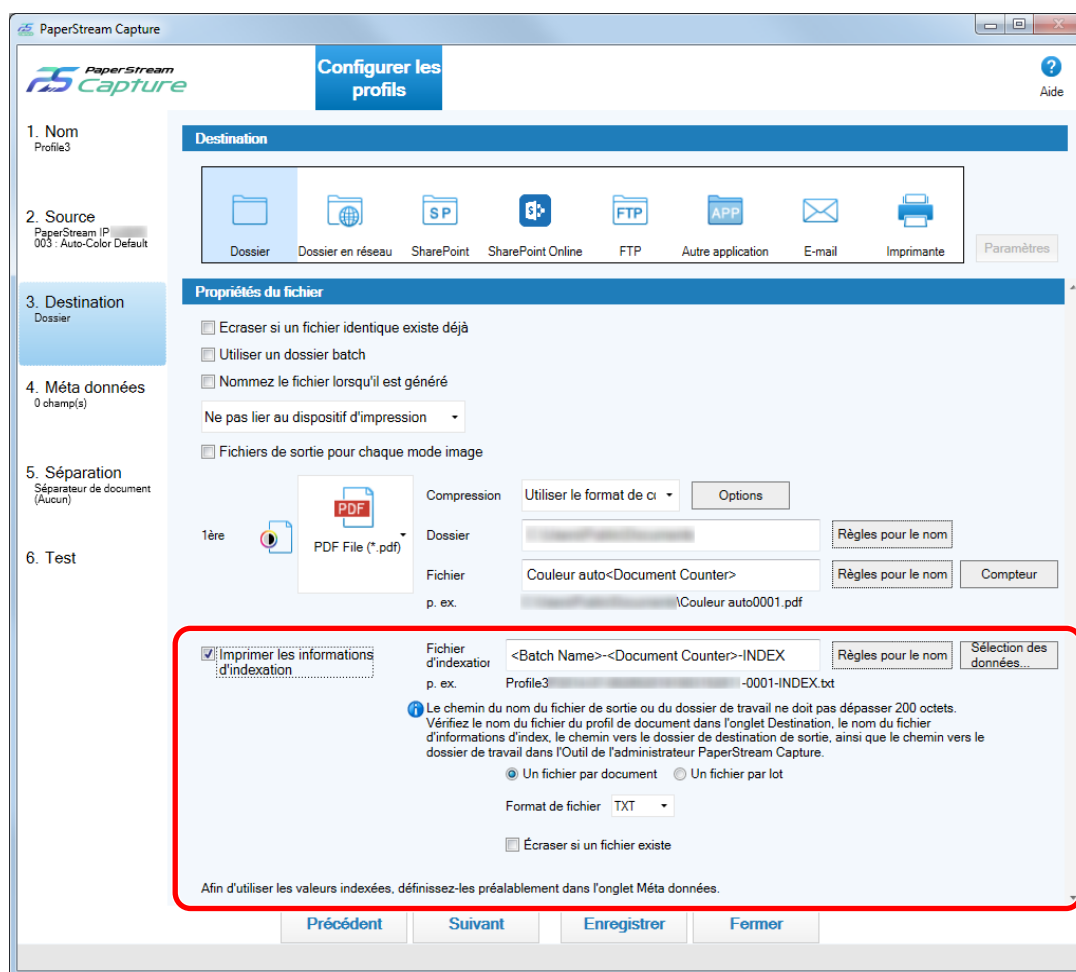 PaperStream Capture
PaperStream
Capture
Configurer les
profils
?
Aide
1. Nom
Profile3
2. Source
PaperStream IP
003 : Auto-Color Default
3. Destination
Dossier
4. Méta données
0 champ(s)
5. Séparation
Séparateur de document
(Aucun)
6. Test
Destination
SP
S
FTP
APP
Dossier
Dossier en réseau
SharePoint
SharePoint Online
FTP
Autre application
E-mail
Imprimante
Paramètres
Propriétés du fichier
Ecraser si un fichier identique existe déjà
Utiliser un dossier batch
Nommez le fichier lorsqu'il est généré
Ne pas lier au dispositif d'impression
Fichiers de sortie pour chaque mode image
1ère
PDF
PDF File (*.pdf)
Compression
Utiliser le format de co
Options
Dossier
Règles pour le nom
Fichier
Couleur auto<Document Counter>
Règles pour le nom
Compteur
p. ex.
\Couleur auto0001.pdf
Imprimer les informations
d'indexation
Fichier
d'indexation
<Batch Name>-<Document Counter>-INDEX
Règles pour le nom
Sélection des
données...
p. ex.
Profile3
-0001-INDEX.txt
Le chemin du nom du fichier de sortie ou du dossier de travail ne doit pas dépasser 200 octets.
Vérifiez le nom du fichier du profil de document dans l'onglet Destination, le nom du fichier
d'informations d'index, le chemin vers le dossier de destination de sortie, ainsi que le chemin vers le
dossier de travail dans l'Outil de l'administrateur PaperStream Capture.
Un fichier par document
Un fichier par lot
Format de fichier
TXT
Écraser si un fichier existe
Afin d'utiliser les valeurs indexées, définissez-les préalablement dans l'onglet Méta données.
Précédent
Suivant
Enregistrer
Fermer